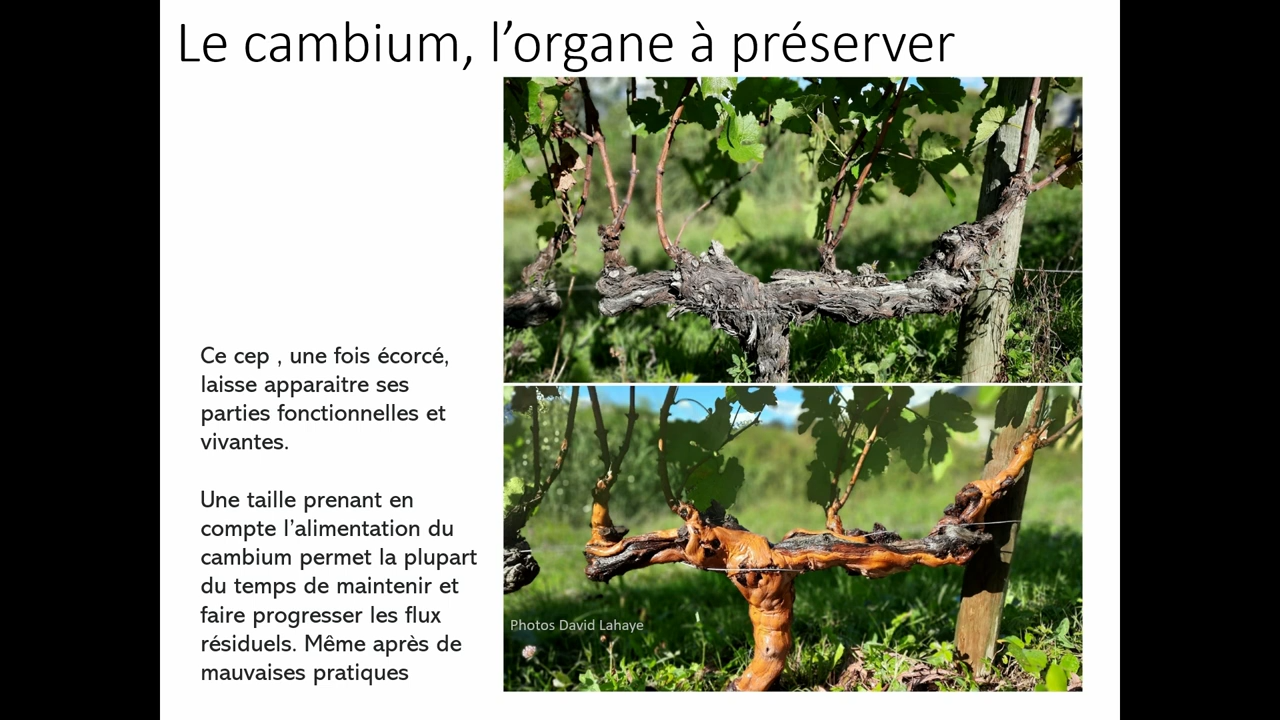 Le cambium, l’organe à préserver
Ce cep , une fois écorcé,
laisse apparaitre ses
parties fonctionnelles et
vivantes.
Une taille prenant en
compte l’alimentation du
cambium permet la plupart
du temps de maintenir et
faire progresser les flux
résiduels. Même après de
mauvaises pratiques
Photos David Lahaye